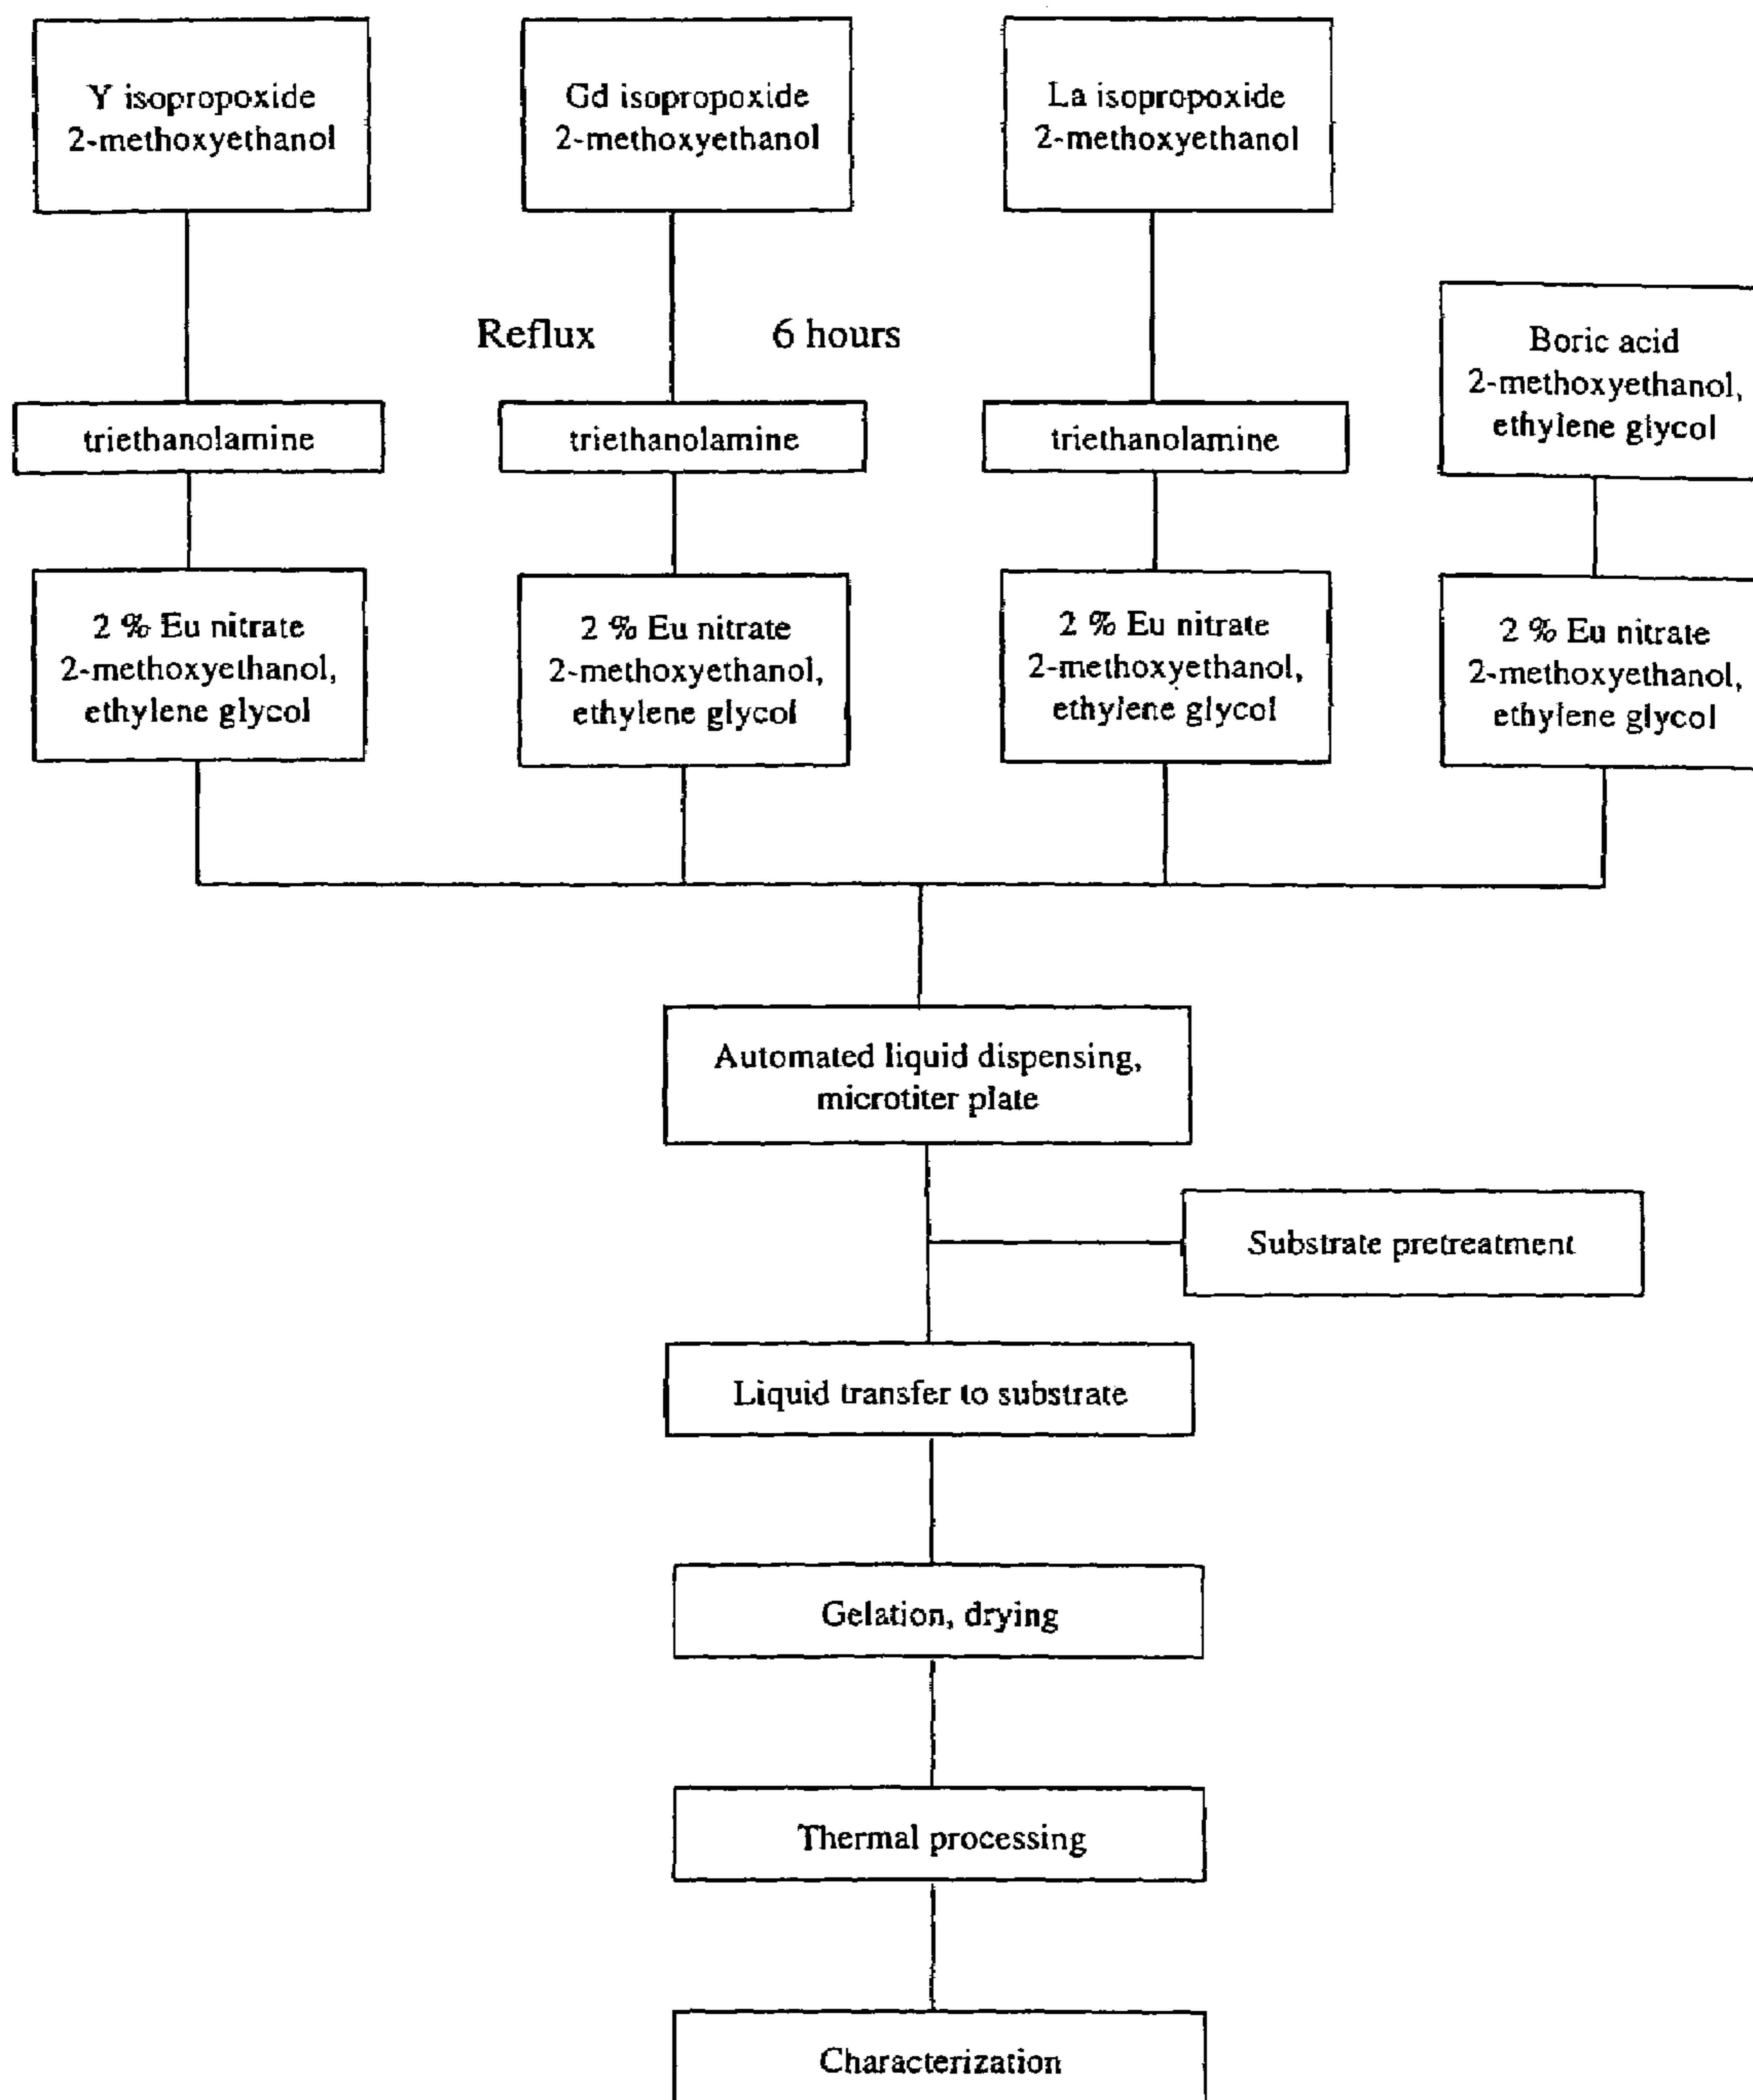 Y isopropoxide
2-methoxyethanol
Gd isopropoxide
2-methoxyethanol
La isopropoxide
2-methoxyethanol
Reflux
6 hours
Boric acid
2-methoxyethanol,
ethylene glycol
triethanolamine
triethanolamine
triethanolamine
2 % Eu nitrate
2-methoxyethanol,
ethylene glycol
2 % Eu nitrate
2-methoxyethanol,
ethylene glycol
2 % Eu nitrate
2-methoxyethanol,
ethylene glycol
2 % Eu nitrate
2-methoxyethanol,
ethylene glycol
Automated liquid dispensing,
microtiter plate
Substrate pretreatment
Liquid transfer to substrate
Gelation, drying
Thermal processing
Characterization